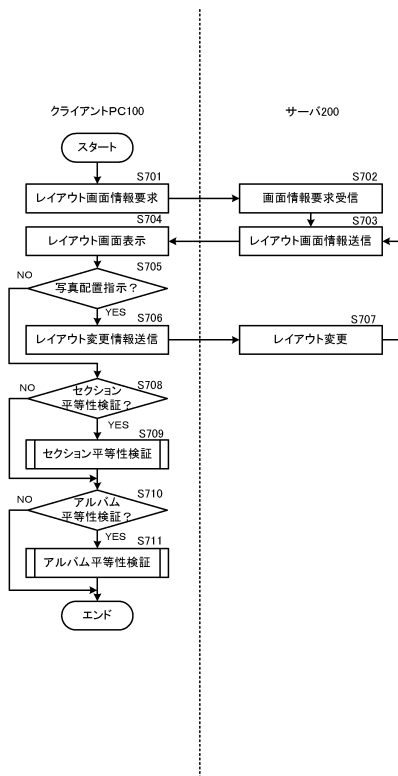 クライアントPC100
サーバ200
スタート
S701
レイアウト画面情報要求
S702
画面情報要求受信
S704
レイアウト画面表示
S703
レイアウト画面情報送信
S705
写真配置指示？
NO
YES
S706
レイアウト変更情報送信
S707
レイアウト変更
S708
セクション
平等性検証？
NO
YES
S709
セクション平等性検証
S710
アルバム
平等性検証？
NO
YES
S711
アルバム平等性検証
エンド